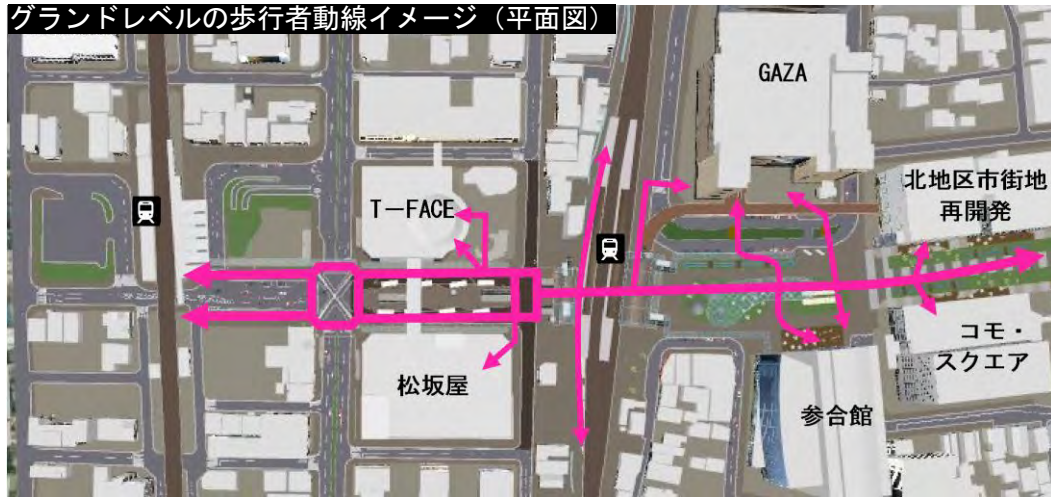 グランドレベルの歩行者動線イメージ（平面図）
GAZA
T－FACE
北地区市街地
再開発
松坂屋
コモ・
スクエア
参合館